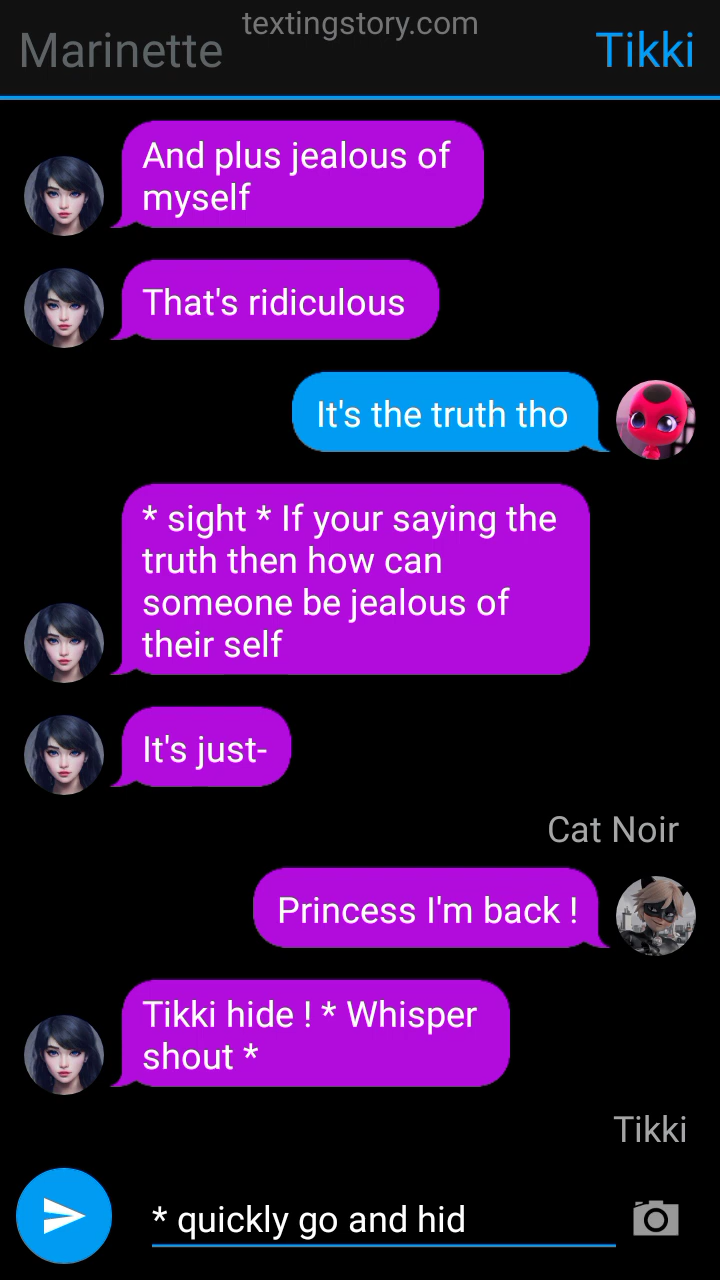 textingstory.com
Marinette
Tikki
And plus jealous of
myself
That's ridiculous
It's the truth tho
* sight * If your saying the
truth then how can
someone be jealous of
their self
It's just-
Cat Noir
Princess I'm back !
Tikki hide ! * Whisper
shout *
Tikki
* quickly go and hid